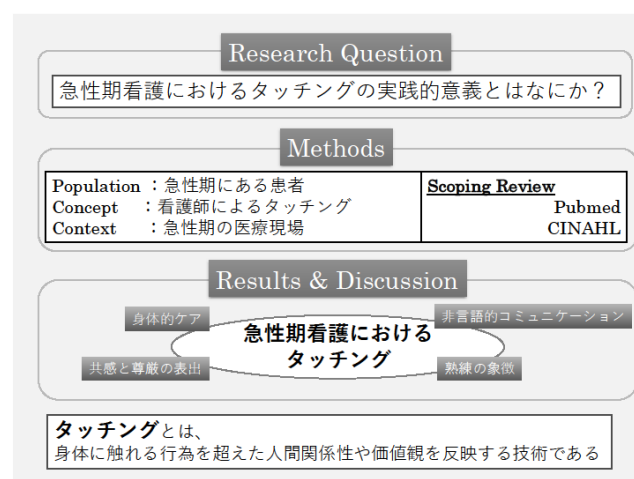 Research Question
急性期看護におけるタッチングの実践的意義とはなにか？
Methods
Population ：急性期にある患者
Concept ：看護師によるタッチング
Context ：急性期の医療現場
Scoping Review
Pubmed
CINAHL
Results & Discussion
身体的ケア
非言語的コミュニケーション
急性期看護における
タッチング
共感と尊厳の表出
熟練の象徴
タッチングとは、
身体に触れる行為を超えた人間関係性や価値観を反映する技術である